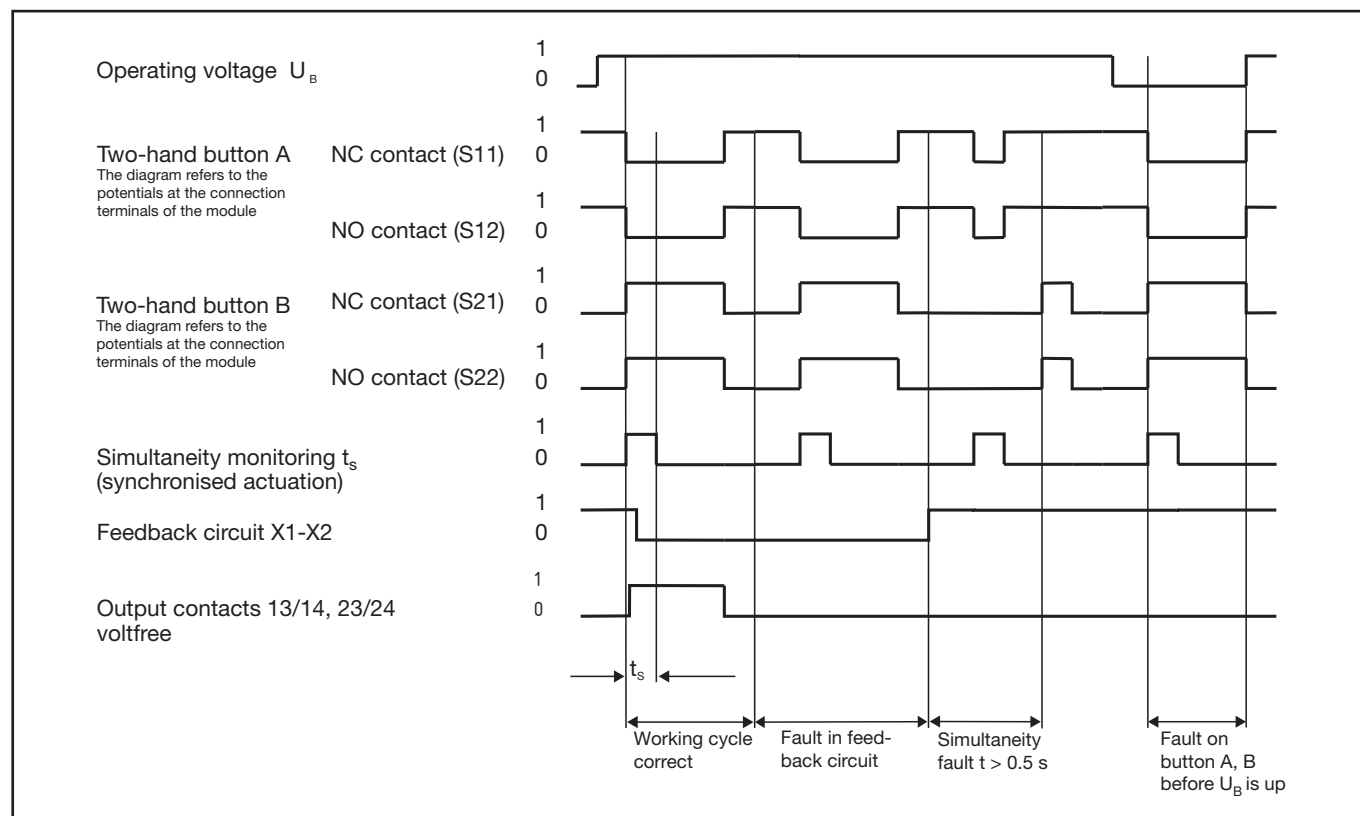 Operating voltage U B
1
0
Two-hand button A
The diagram refers to the
potentials at the connection
terminals of the module
NC contact (S11)
1
0
NO contact (S12)
1
0
Two-hand button B
The diagram refers to the
potentials at the connection
terminals of the module
NC contact (S21)
1
0
NO contact (S22)
1
0
Simultaneity monitoring ts
(synchronised actuation)
1
0
Feedback circuit X1-X2
1
0
Output contacts 13/14, 23/24
voltfree
1
0
ts
Working cycle
correct
Fault in feed-
back circuit
Simultaneity
fault t > 0.5 s
Fault on
button A, B
before UB is up